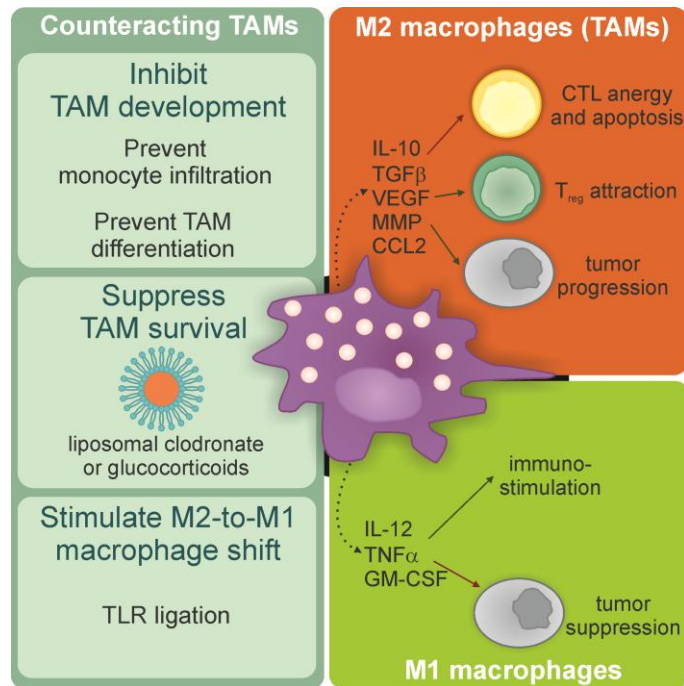 Counteracting TAMs
Inhibit
TAM development
Prevent
monocyte infiltration
Prevent TAM
differentiation
Suppress
TAM survival
liposomal clodronate
or glucocorticoids
Stimulate M2-to-M1
macrophage shift
TLR ligation
M2 macrophages (TAMs)
IL-10
TGFβ
VEGF
MMP
CCL2
CTL anergy
and apoptosis
Treg attraction
tumor
progression
immuno-
stimulation
IL-12
TNFα
GM-CSF
tumor
suppression
M1 macrophages